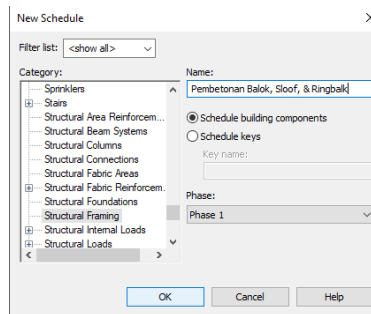 New Schedule
Filter list:
<show all>
Category:
Sprinklers
Stairs
Structural Area Reinforcem...
Structural Beam Systems
Structural Columns
Structural Connections
Structural Fabric Areas
Structural Fabric Reinforcem.
Structural Foundations
Structural Framing
Structural Internal Loads
Structural Loads
Name:
Pembetonan Balok, Sloof, & Ringbalk
Schedule building components
Schedule keys
Key name:
Phase:
Phase 1
OK
Cancel
Help